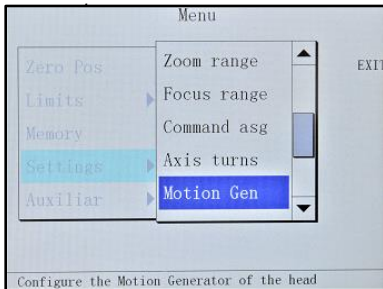 Menu
Zero Pos
Limits
Memory
Settings
Auxiliar
Zoom range
Focus range
Command asg
Axis turns
Motion Gen
EXIT
Configure the Motion Generator of the head